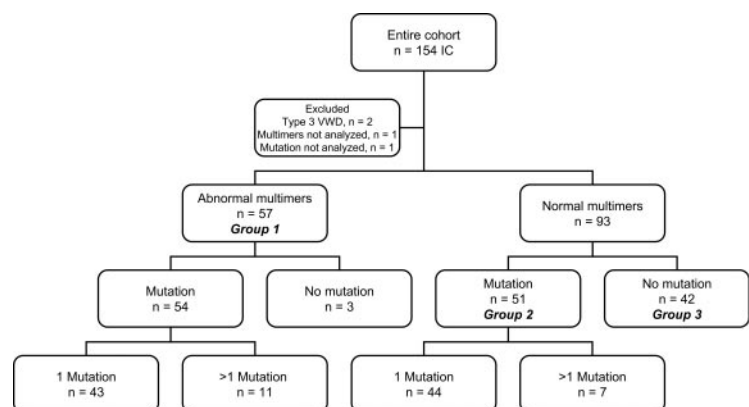 Entire cohort
n = 154 IC
Excluded
Type 3 VWD, n = 2
Multimers not analyzed, n = 1
Mutation not analyzed, n = 1
Abnormal multimers
n = 57
Group 1
Normal multimers
n = 93
Mutation
n = 54
No mutation
n = 3
Mutation
n = 51
Group 2
No mutation
n = 42
Group 3
1 Mutation
n = 43
>1 Mutation
n = 11
1 Mutation
n = 44
>1 Mutation
n = 7